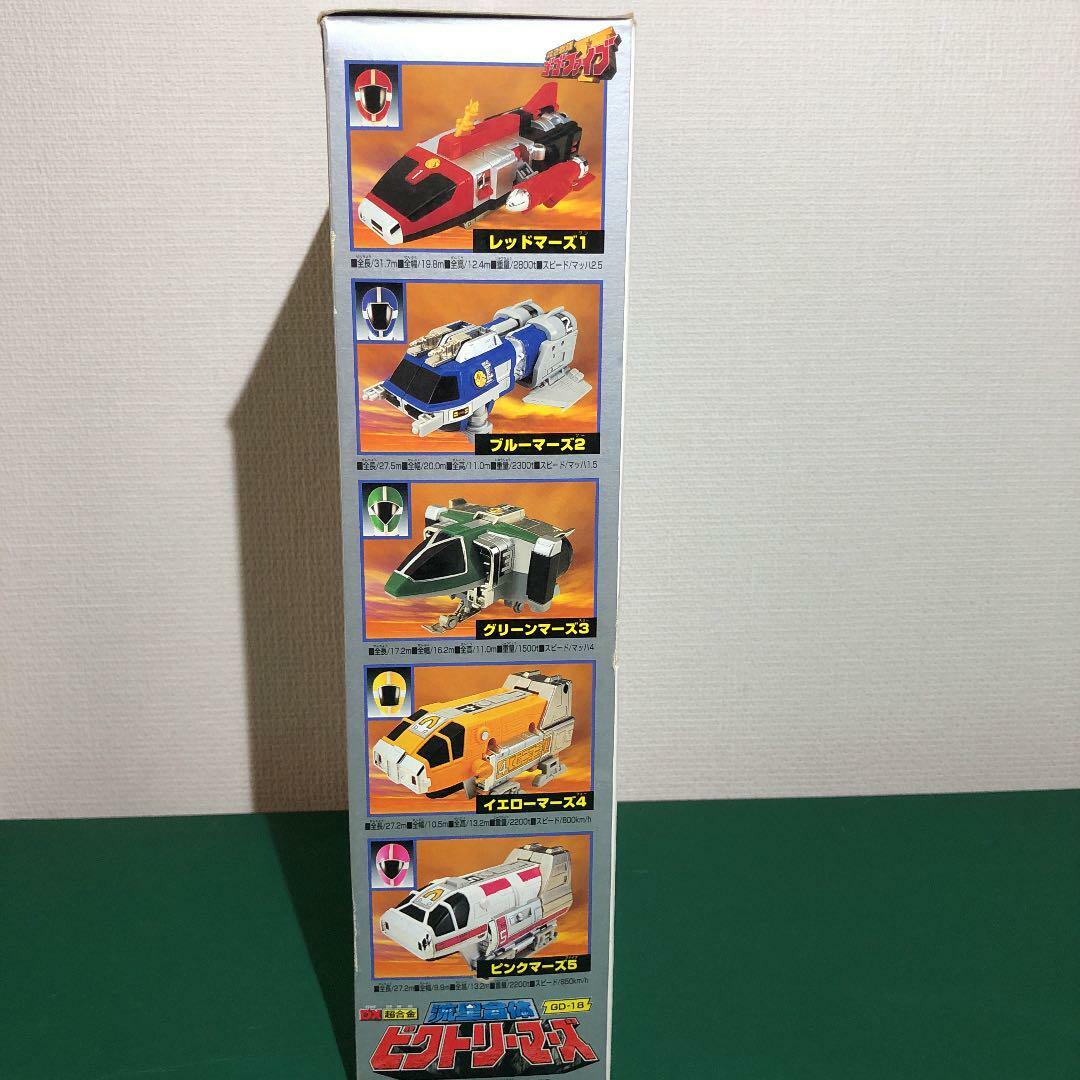 ゴーゴーファイブ
レッドマーズ1
■全長/31.7m■全幅/19.8m■全高/12.4m■重量/2800t■スピード/マッハ2.5
ブルーマーズ2
■全長/27.5m■全幅/20.0m■全高/11.0m■重量/2300t■スピード/マッハ1.5
グリーンマーズ3
■全長/17.2m■全幅/16.2m■全高/11.0m■重量/1500t■スピード/マッハ4
イエローマーズ4
■全長/27.2m■全幅/10.5m■全高/13.2m■重量/2200t■スピード/800km/h
ピンクマーズ5
■全長/27.2m■全幅/9.9m■全高/13.2m■重量/2200t■スピード/850km/h
DX超合金 流星合体 GD-18
ビクトリーマーズ